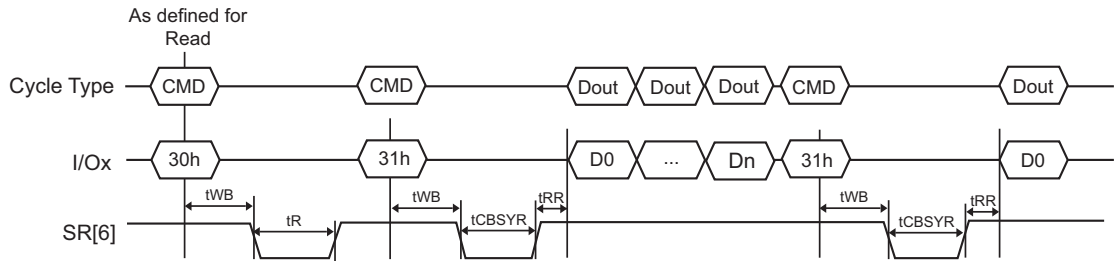 As defined for
Read
Cycle Type CMD CMD Dout Dout Dout CMD Dout
I/Ox 30h 31h D0 ... Dn 31h D0
tWB tWB tRR tWB tRR
tR tCBSYR tCBSYR
SR[6]